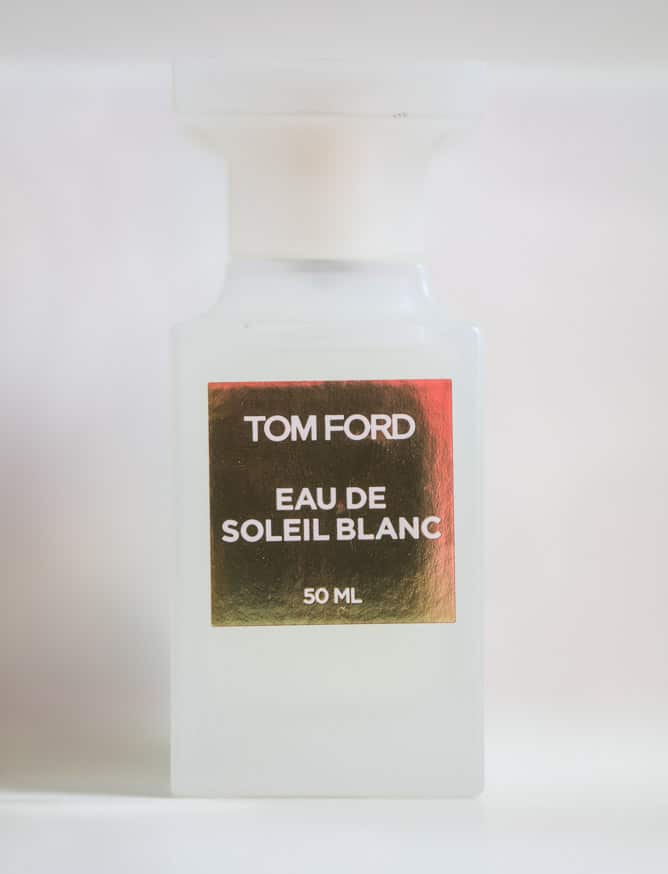 TOM FORD
EAU DE
SOLEIL BLANC
50 ML